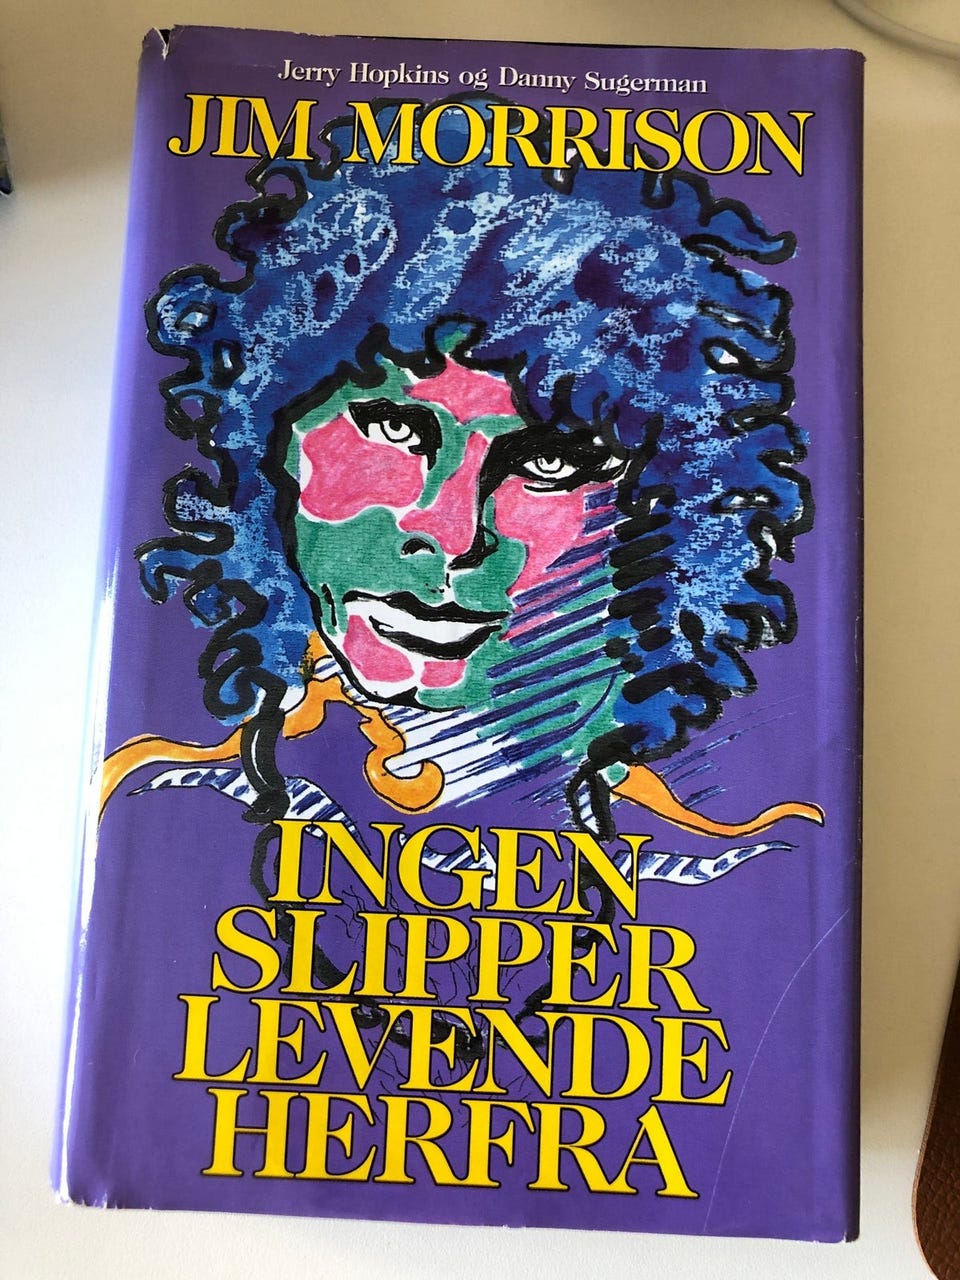 Jerry Hopkins og Danny Sugerman
JIM MORRISON
INGEN
SLIPPER
LEVENDE
HERFRA